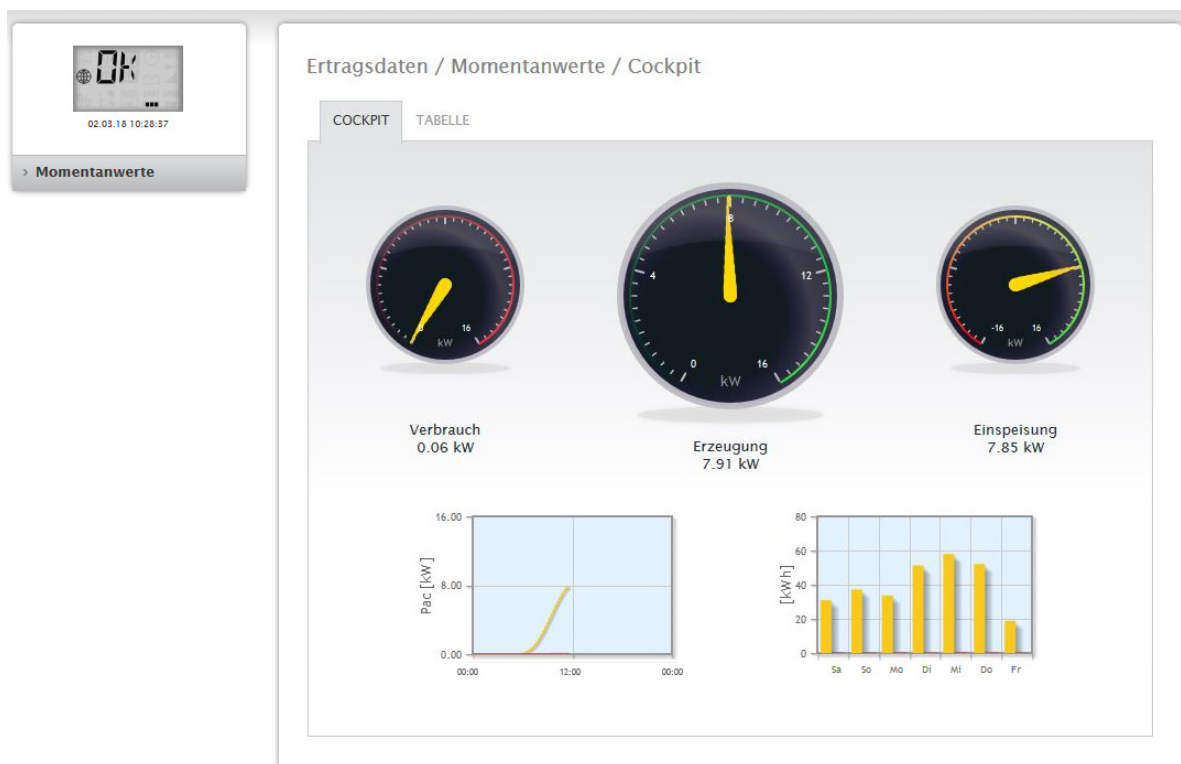 OK
02.03.18 10:28:37
› Momentanwerte
Ertragsdaten / Momentanwerte / Cockpit
COCKPIT TABELLE
0 16
kW
Verbrauch
0.06 kW
0 4 8 12 16
kW
Erzeugung
7.91 kW
-16 16
kW
Einspeisung
7.85 kW
Pac [kW]
16.00
8.00
0.00
00:00 12:00 00:00
[kWh]
80
60
40
20
0
Sa So Mo Di Mi Do Fr